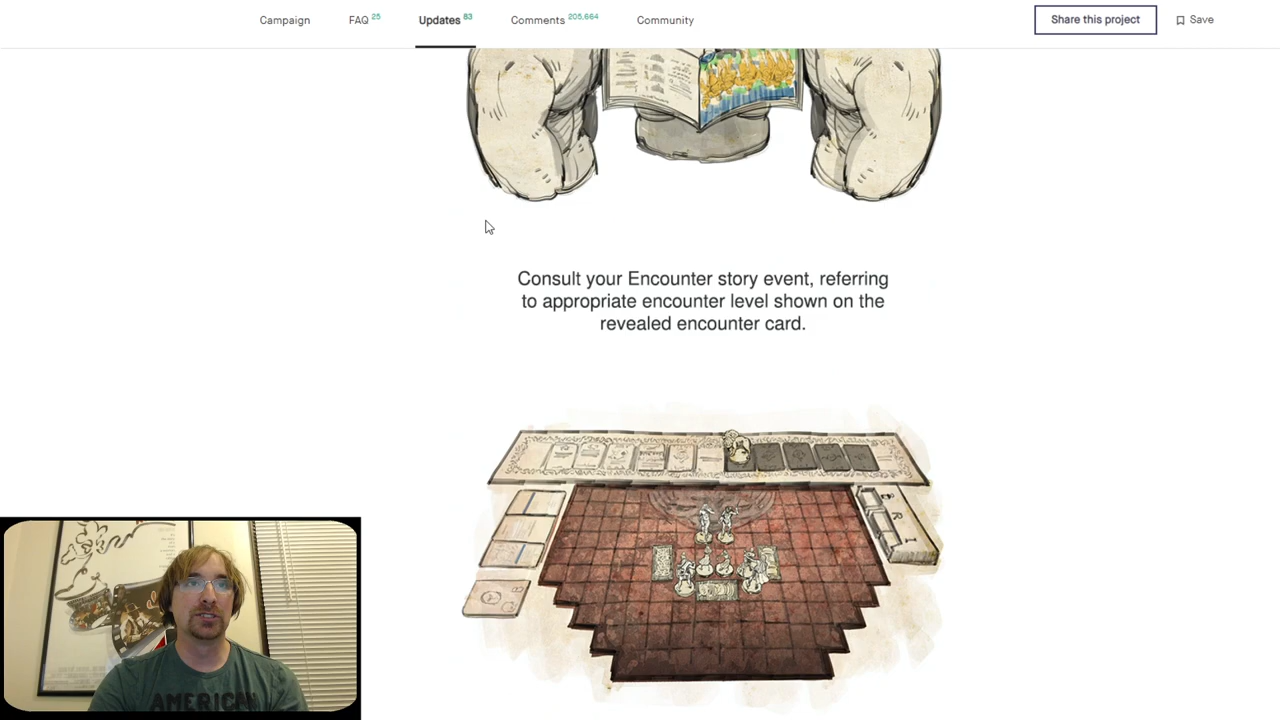 Campaign
FAQ 25
Updates 83
Comments 205,664
Community
Share this project
Save
Consult your Encounter story event, referring
to appropriate encounter level shown on the
revealed encounter card.
AMERICAN